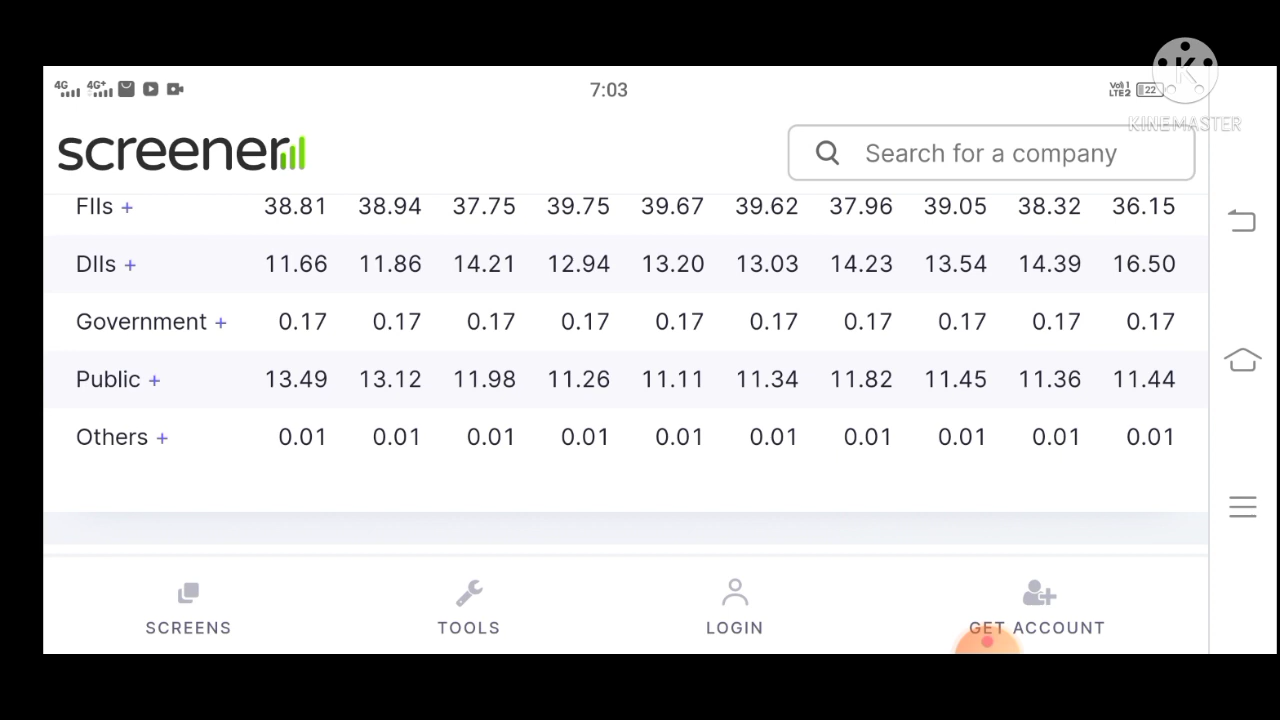 4G 4G+ 7:03 Vo)) 1 LTE2 22
K
KINEMASTER
screener Search for a company
FIIs + 38.81 38.94 37.75 39.75 39.67 39.62 37.96 39.05 38.32 36.15
DIIs + 11.66 11.86 14.21 12.94 13.20 13.03 14.23 13.54 14.39 16.50
Government + 0.17 0.17 0.17 0.17 0.17 0.17 0.17 0.17 0.17 0.17
Public + 13.49 13.12 11.98 11.26 11.11 11.34 11.82 11.45 11.36 11.44
Others + 0.01 0.01 0.01 0.01 0.01 0.01 0.01 0.01 0.01 0.01
SCREENS TOOLS LOGIN GET ACCOUNT